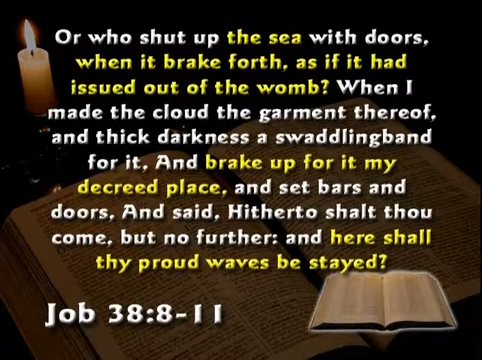 Or who shut up the sea with doors,
when it brake forth, as if it had
issued out of the womb? When I
made the cloud the garment thereof,
and thick darkness a swaddlingband
for it, And brake up for it my
decreed place, and set bars and
doors, And said, Hitherto shalt thou
come, but no further: and here shall
thy proud waves be stayed?
Job 38:8-11